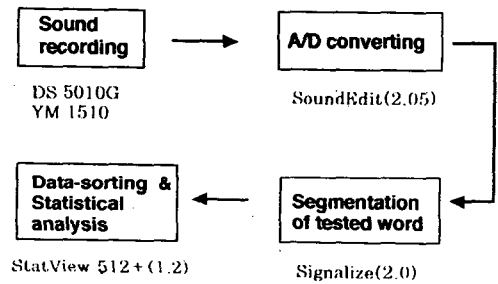 Sound
recording
A/D converting
DS 5010G
YM 1510
SoundEdit(2.05)
Data-sorting &
Statistical
analysis
Segmentation
of tested word
StatView 512+(1.2)
Signalize(2.0)